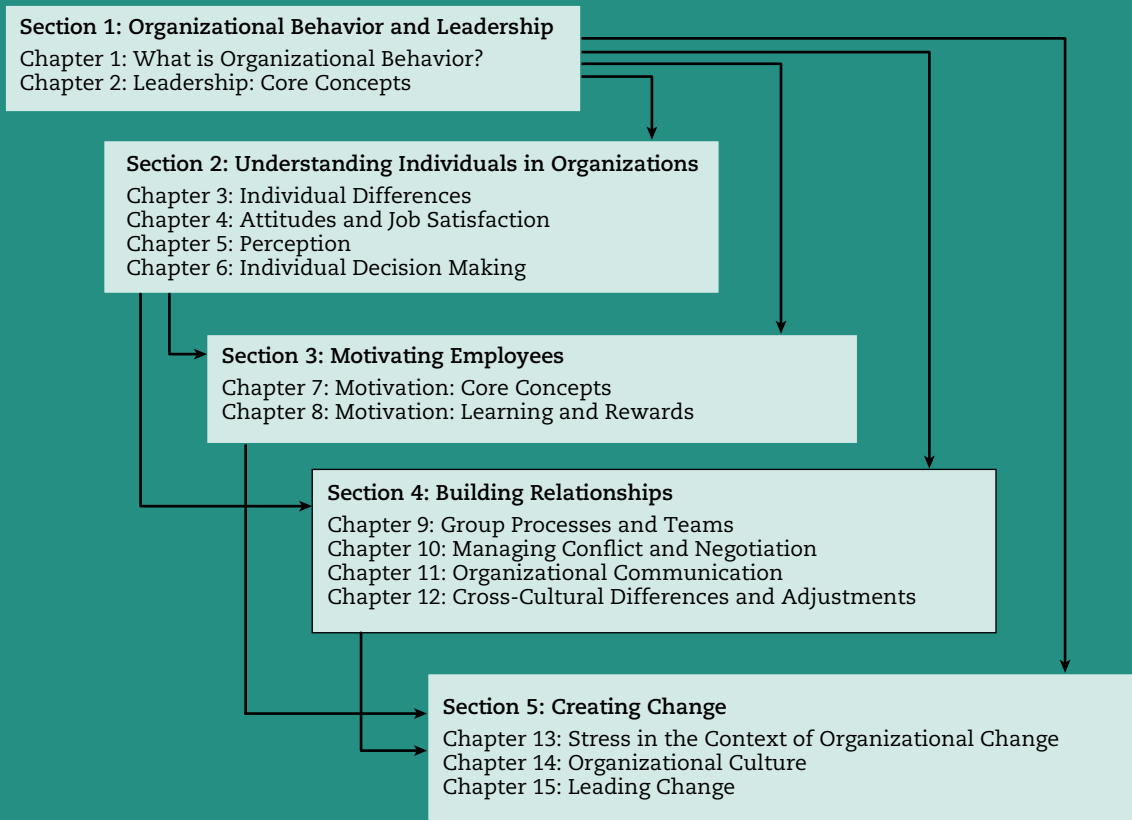 Section 1: Organizational Behavior and Leadership
Chapter 1: What is Organizational Behavior?
Chapter 2: Leadership: Core Concepts
Section 2: Understanding Individuals in Organizations
Chapter 3: Individual Differences
Chapter 4: Attitudes and Job Satisfaction
Chapter 5: Perception
Chapter 6: Individual Decision Making
Section 3: Motivating Employees
Chapter 7: Motivation: Core Concepts
Chapter 8: Motivation: Learning and Rewards
Section 4: Building Relationships
Chapter 9: Group Processes and Teams
Chapter 10: Managing Conflict and Negotiation
Chapter 11: Organizational Communication
Chapter 12: Cross-Cultural Differences and Adjustments
Section 5: Creating Change
Chapter 13: Stress in the Context of Organizational Change
Chapter 14: Organizational Culture
Chapter 15: Leading Change